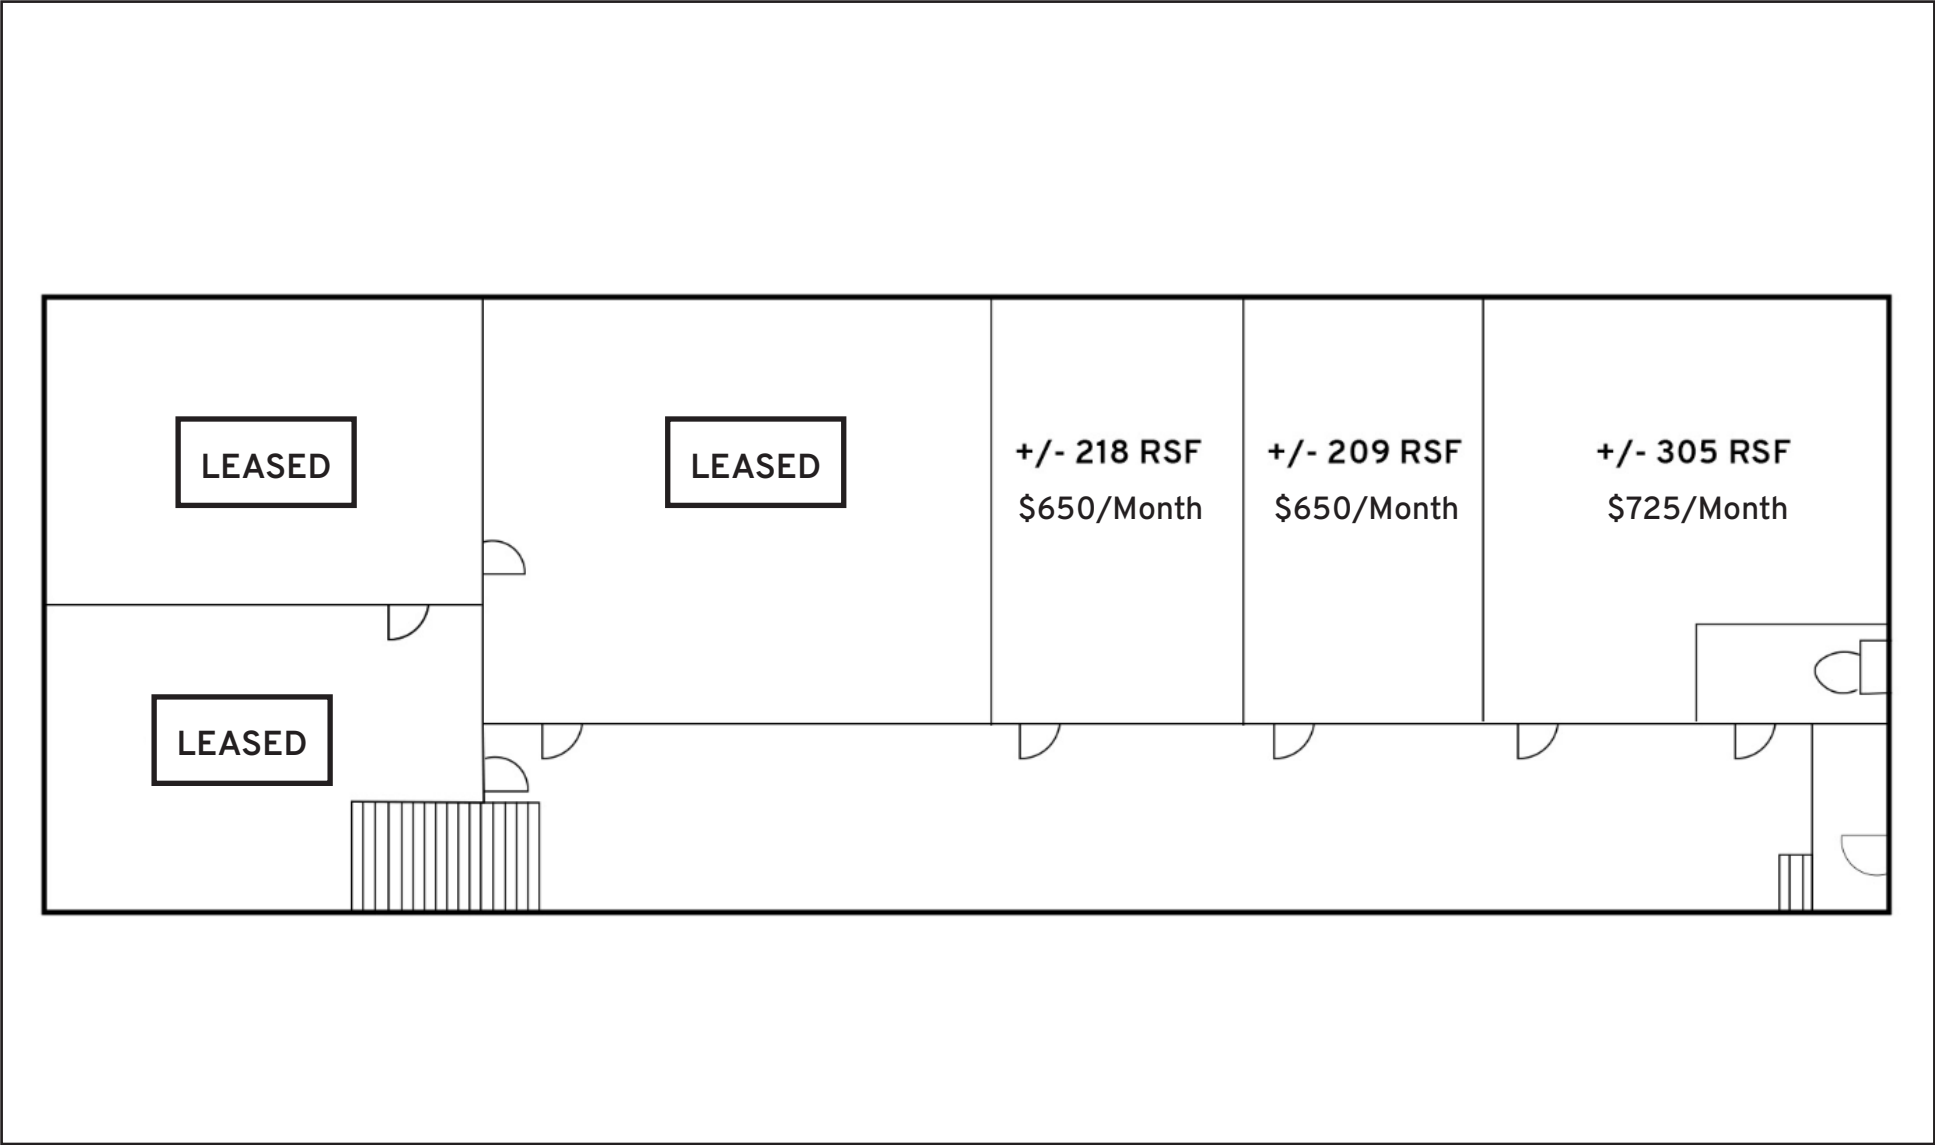 LEASED
LEASED
+/- 218 RSF
$650/Month
+/- 209 RSF
$650/Month
+/- 305 RSF
$725/Month
LEASED